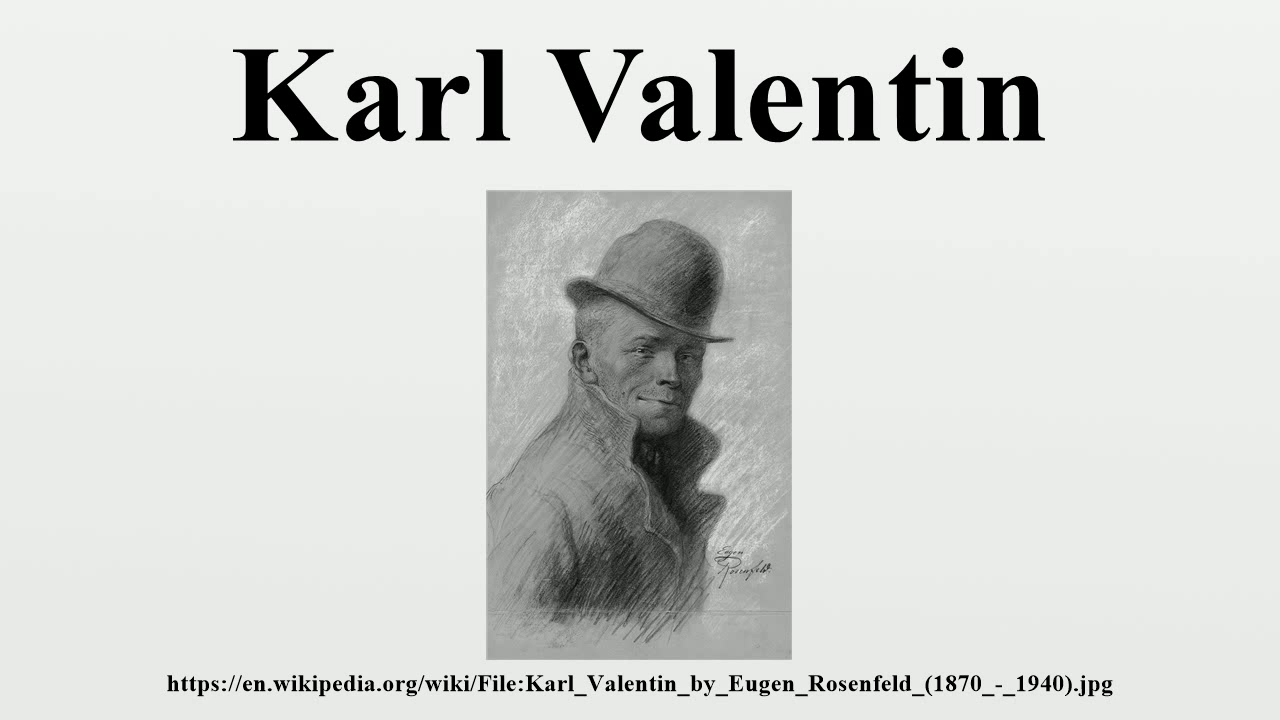 Karl Valentin
Eugen
Rosenfeld
https://en.wikipedia.org/wiki/File:Karl_Valentin_by_Eugen_Rosenfeld_(1870_-_1940).jpg